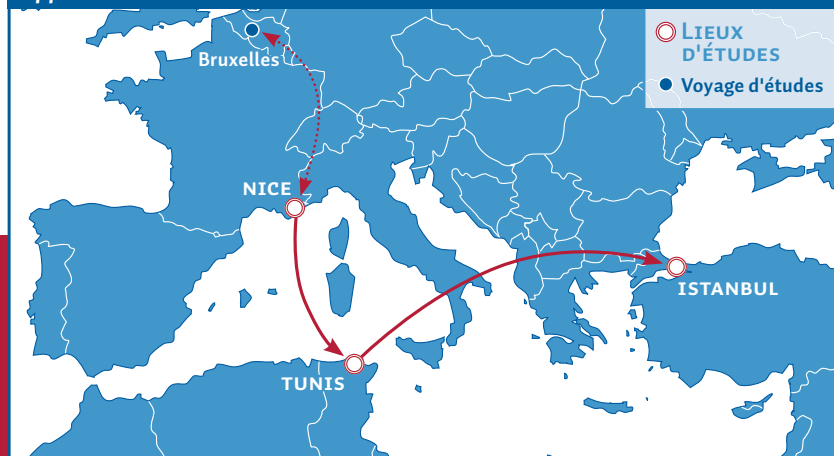 LIEUX
D'ÉTUDES
Voyage d'études
Bruxelles
NICE
ISTANBUL
TUNIS